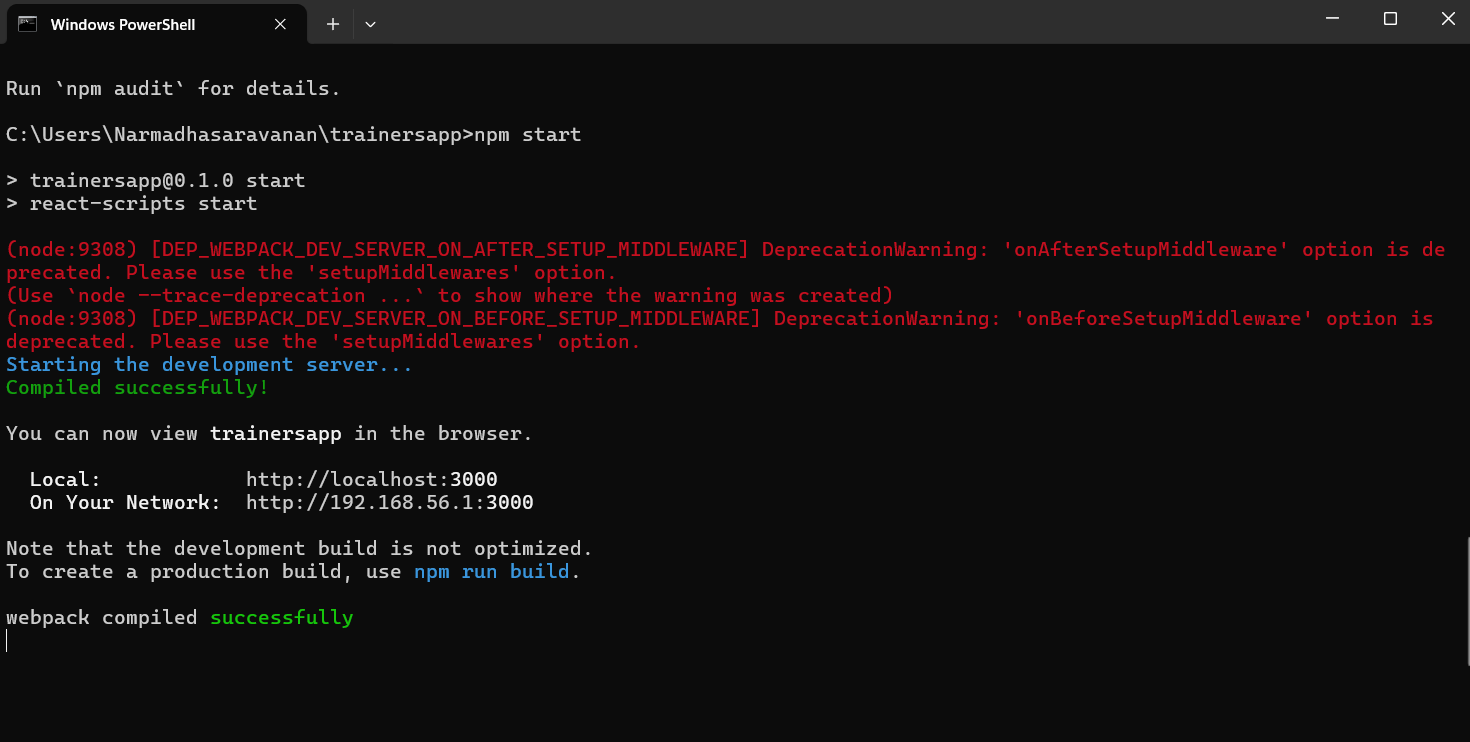 Windows PowerShell
Run `npm audit` for details.
C:\Users\Narmadhasaravanan\trainersapp>npm start
> trainersapp@0.1.0 start
> react-scripts start
(node:9308) [DEP_WEBPACK_DEV_SERVER_ON_AFTER_SETUP_MIDDLEWARE] DeprecationWarning: 'onAfterSetupMiddleware' option is de
precated. Please use the 'setupMiddlewares' option.
(Use `node --trace-deprecation ...` to show where the warning was created)
(node:9308) [DEP_WEBPACK_DEV_SERVER_ON_BEFORE_SETUP_MIDDLEWARE] DeprecationWarning: 'onBeforeSetupMiddleware' option is
deprecated. Please use the 'setupMiddlewares' option.
Starting the development server...
Compiled successfully!
You can now view trainersapp in the browser.
Local: http://localhost:3000
On Your Network: http://192.168.56.1:3000
Note that the development build is not optimized.
To create a production build, use npm run build.
webpack compiled successfully